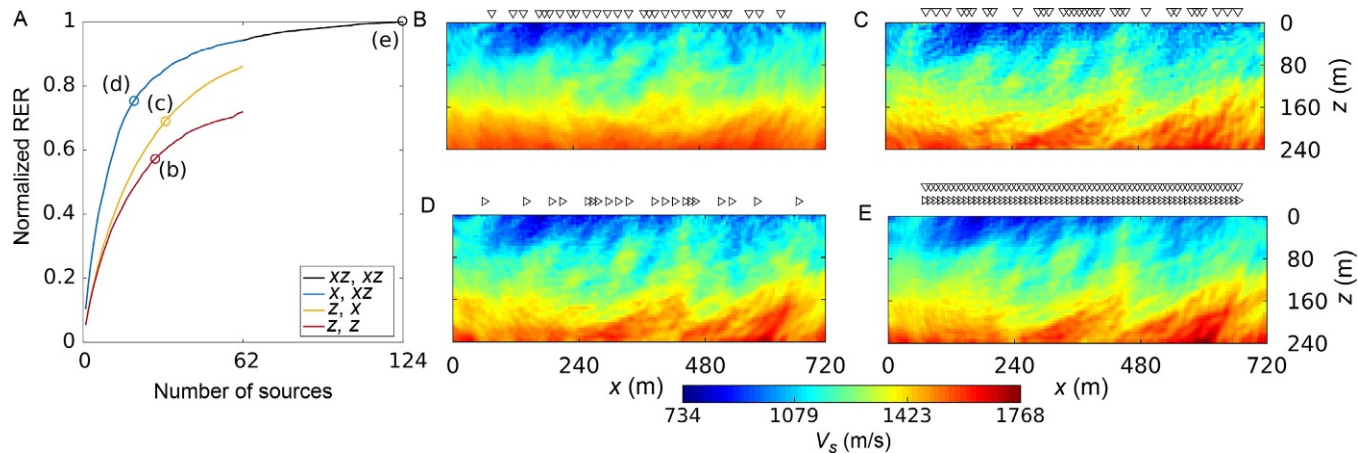 A
Normalized RER
1
0.8
0.6
0.4
0.2
0
0
62
124
Number of sources
(d)
(c)
(b)
(e)
xz, xz
x, xz
z, x
z, z
B
C
0
80
160
240
z (m)
D
0
240
480
720
x (m)
E
0
80
160
240
z (m)
0
240
480
720
x (m)
734
1079
1423
1768
Vs (m/s)